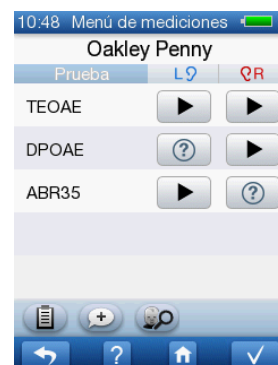 10:48 Menú de mediciones
Oakley Penny
Prueba L R
TEOAE
DPOAE ?
ABR35 ?
?